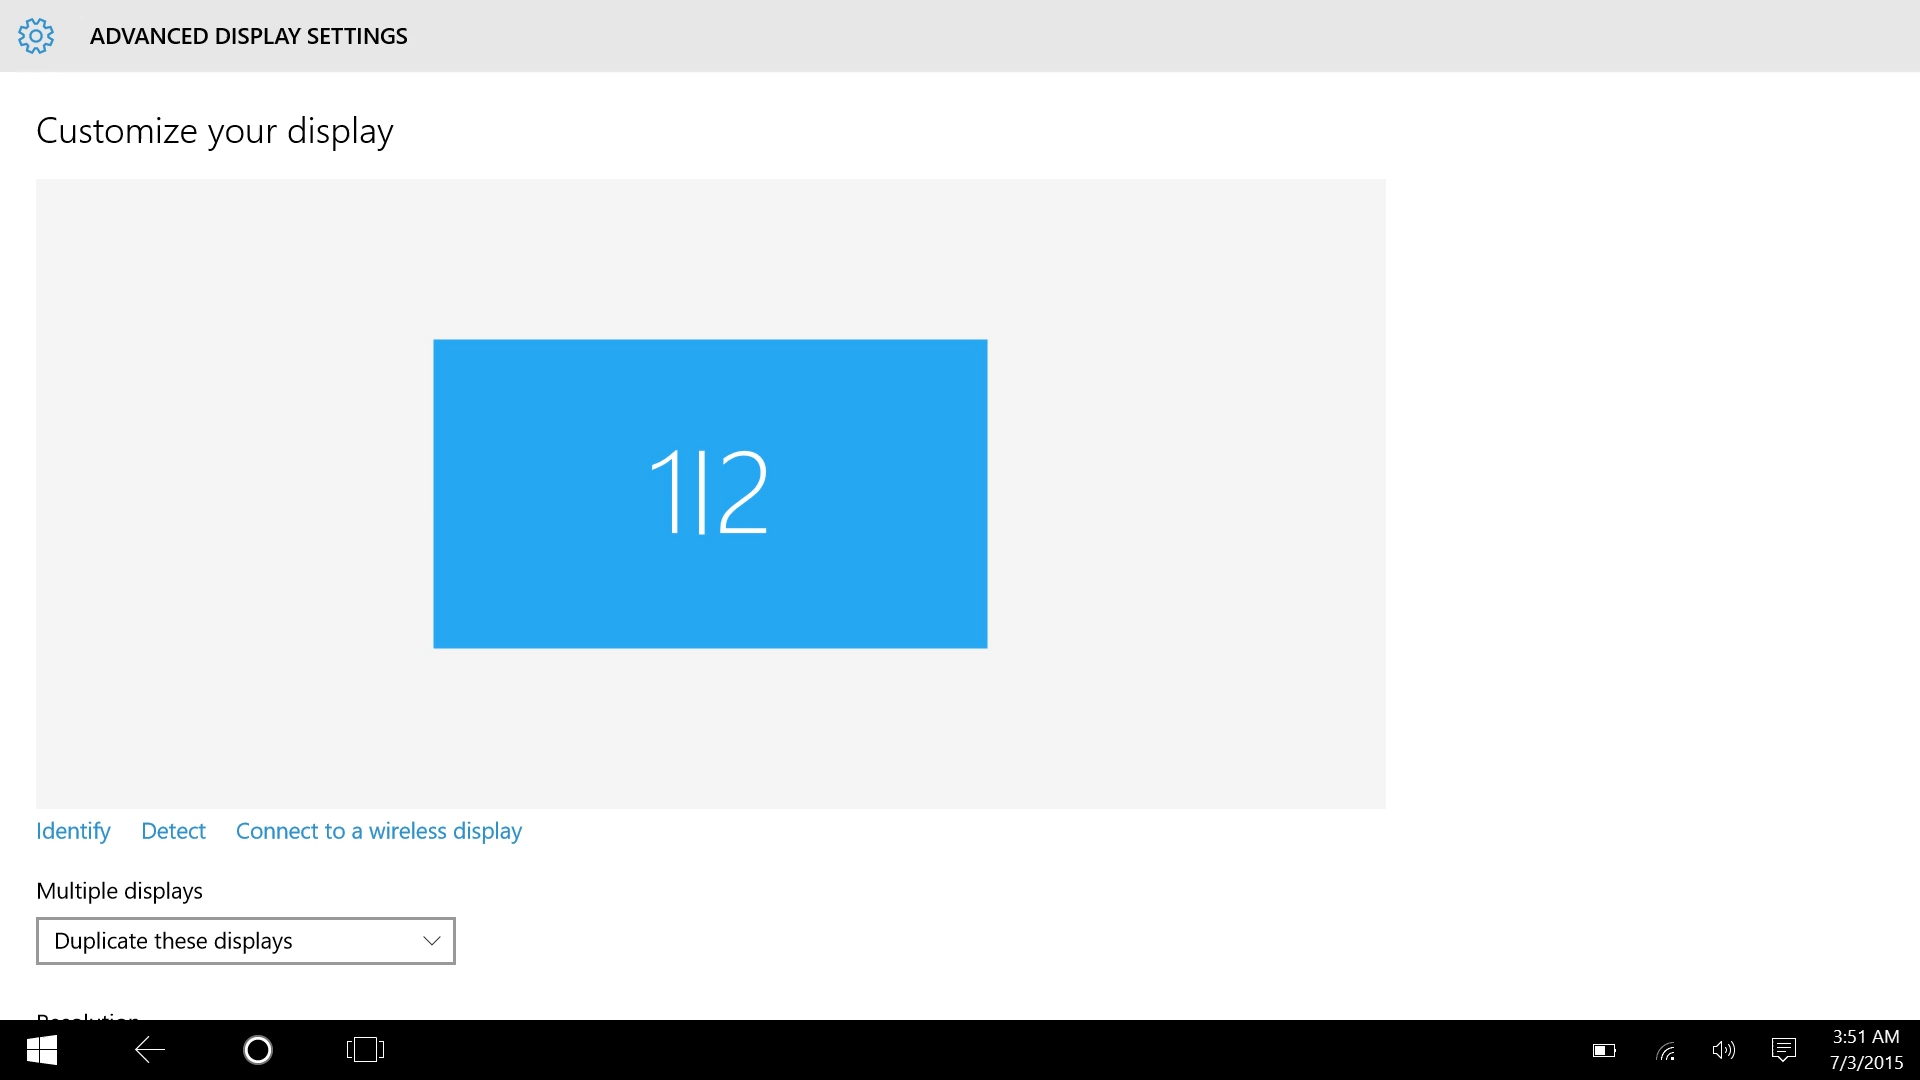 ADVANCED DISPLAY SETTINGS
Customize your display
1|2
Identify Detect Connect to a wireless display
Multiple displays
Duplicate these displays
Resolution
3:51 AM
7/3/2015